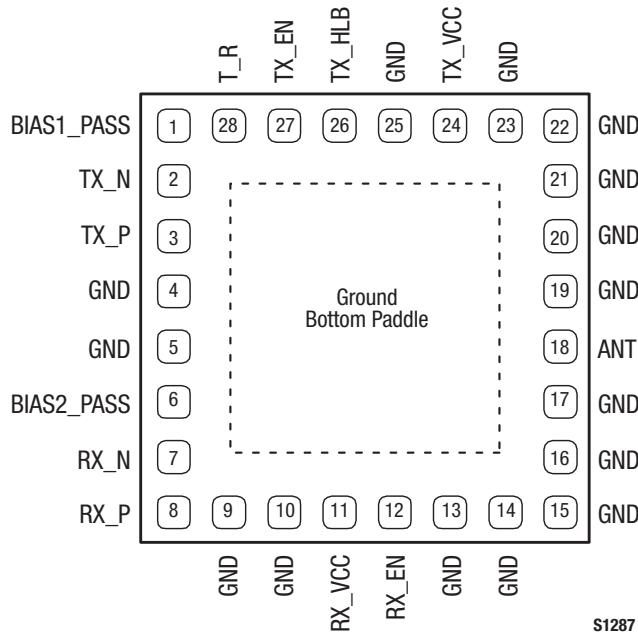 T_R
TX_EN
TX_HLB
GND
TX_VCC
GND
BIAS1_PASS 1 28 27 26 25 24 23 22 GND
TX_N 2 21 GND
TX_P 3 20 GND
GND 4 19 GND
Ground
Bottom Paddle
GND 5 18 ANT
BIAS2_PASS 6 17 GND
RX_N 7 16 GND
RX_P 8 9 10 11 12 13 14 15 GND
GND
GND
RX_VCC
RX_EN
GND
GND
S1287